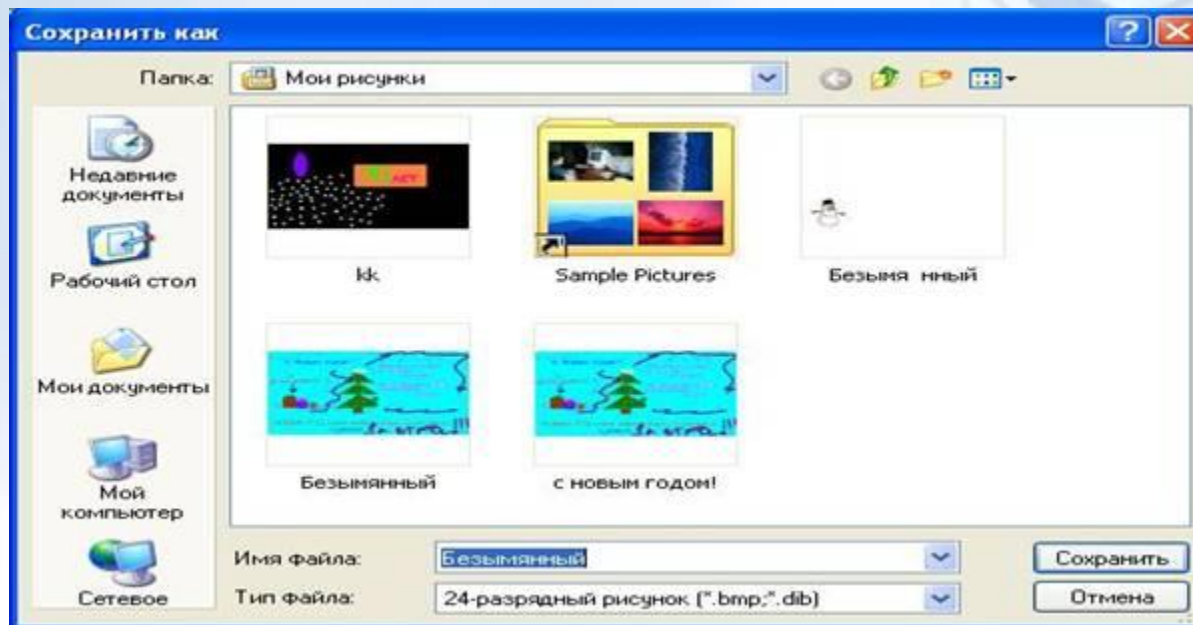 Сохранить как
Папка:
Мои рисунки
Недавние
документы
Рабочий стол
Мои документы
Мой
компьютер
Сетевое
kk
Sample Pictures
Безымя нный
Безымянный
с новым годом!
Имя файла:
Безымянный
Сохранить
Тип файла:
24-разрядный рисунок (*.bmp;*.dib)
Отмена